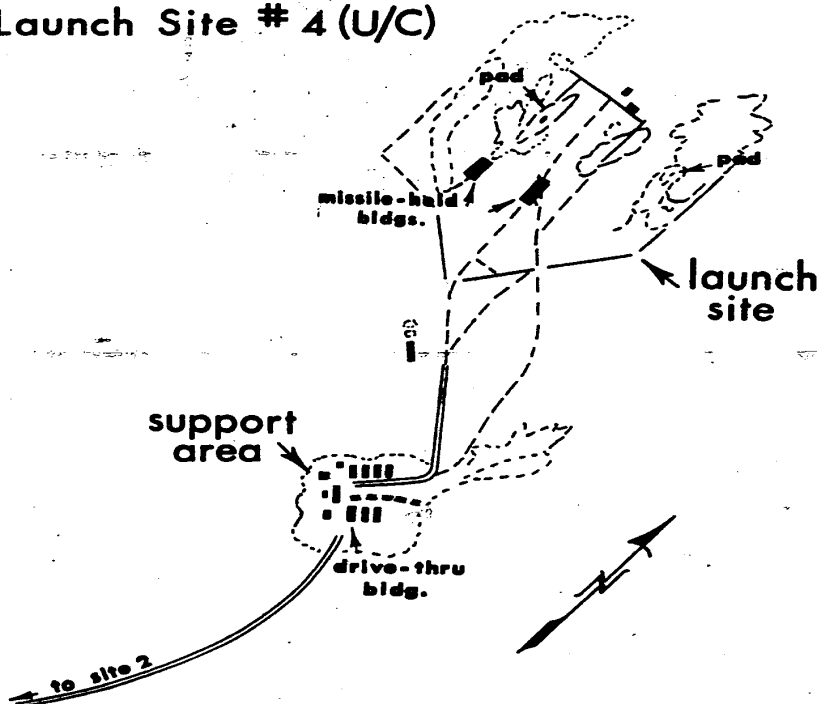 Launch Site # 4 (U/C)
pad
pad
missile-hold
bldgs.
launch
site
support
area
drive-thru
bldg.
N
to site 2